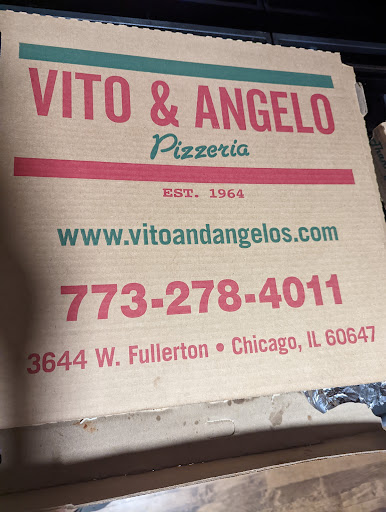 VITO & ANGELO
Pizzeria
EST. 1964
www.vitoandangelos.com
773-278-4011
3644 W. Fullerton • Chicago, IL 60647